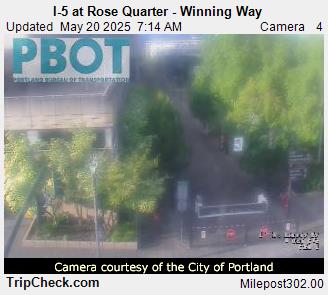 I-5 at Rose Quarter - Winning Way
Updated May 20 2025 7:14 AM Camera 4
PBOT
PORTLAND BUREAU OF TRANSPORTATION
Camera courtesy of the City of Portland
TripCheck.com Milepost302.00